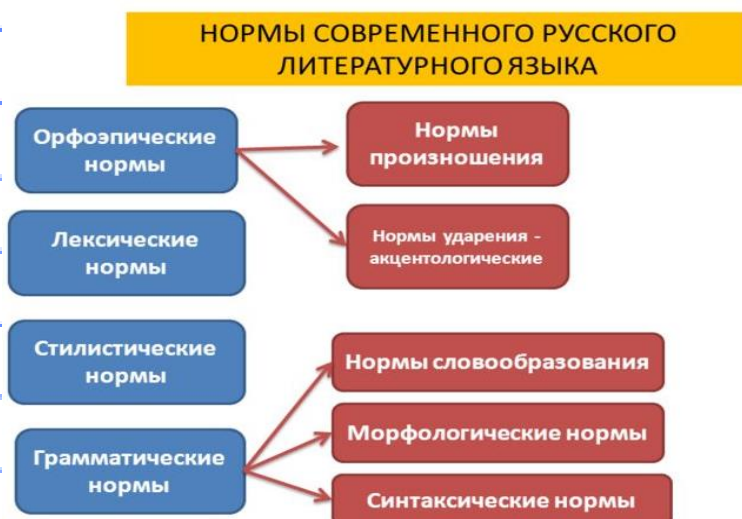 НОРМЫ СОВРЕМЕННОГО РУССКОГО
ЛИТЕРАТУРНОГО ЯЗЫКА
Орфоэпические
нормы
Нормы
произношения
Нормы ударения -
акцентологические
Лексические
нормы
Стилистические
нормы
Грамматические
нормы
Нормы словообразования
Морфологические нормы
Синтаксические нормы